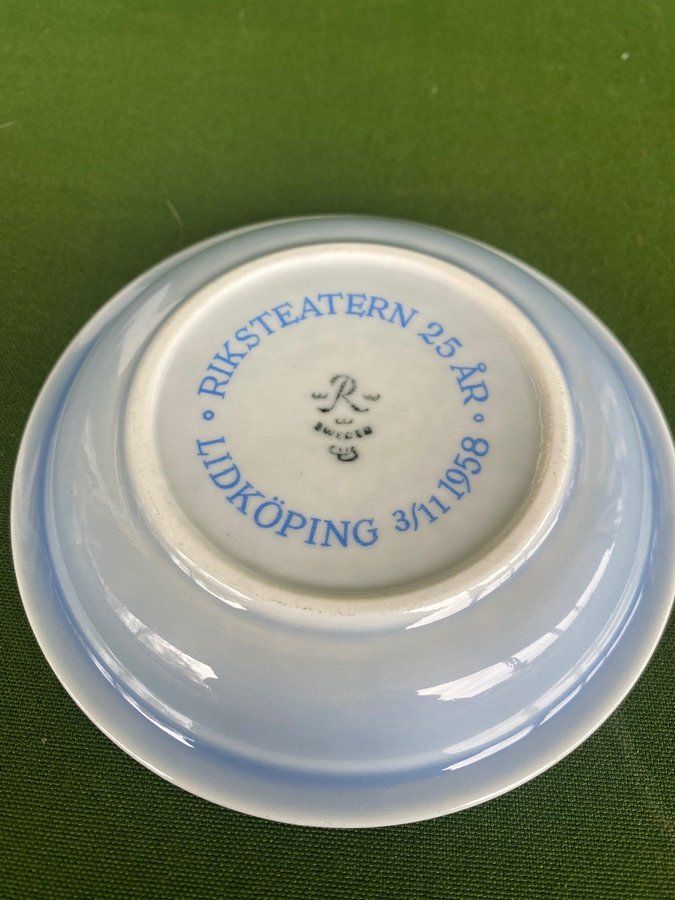 ° RIKSTEATERN 25 ÅR °
LIDKÖPING 3/11 1958
R
SWEDEN